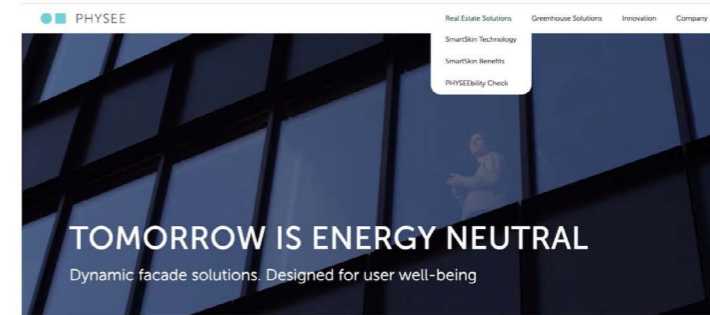 PHYSEE
Real Estate Solutions Greenhouse Solutions Innovation Company
SmartSkin Technology
SmartSkin Benefits
PHYSEEbility Check
TOMORROW IS ENERGY NEUTRAL
Dynamic facade solutions. Designed for user well-being